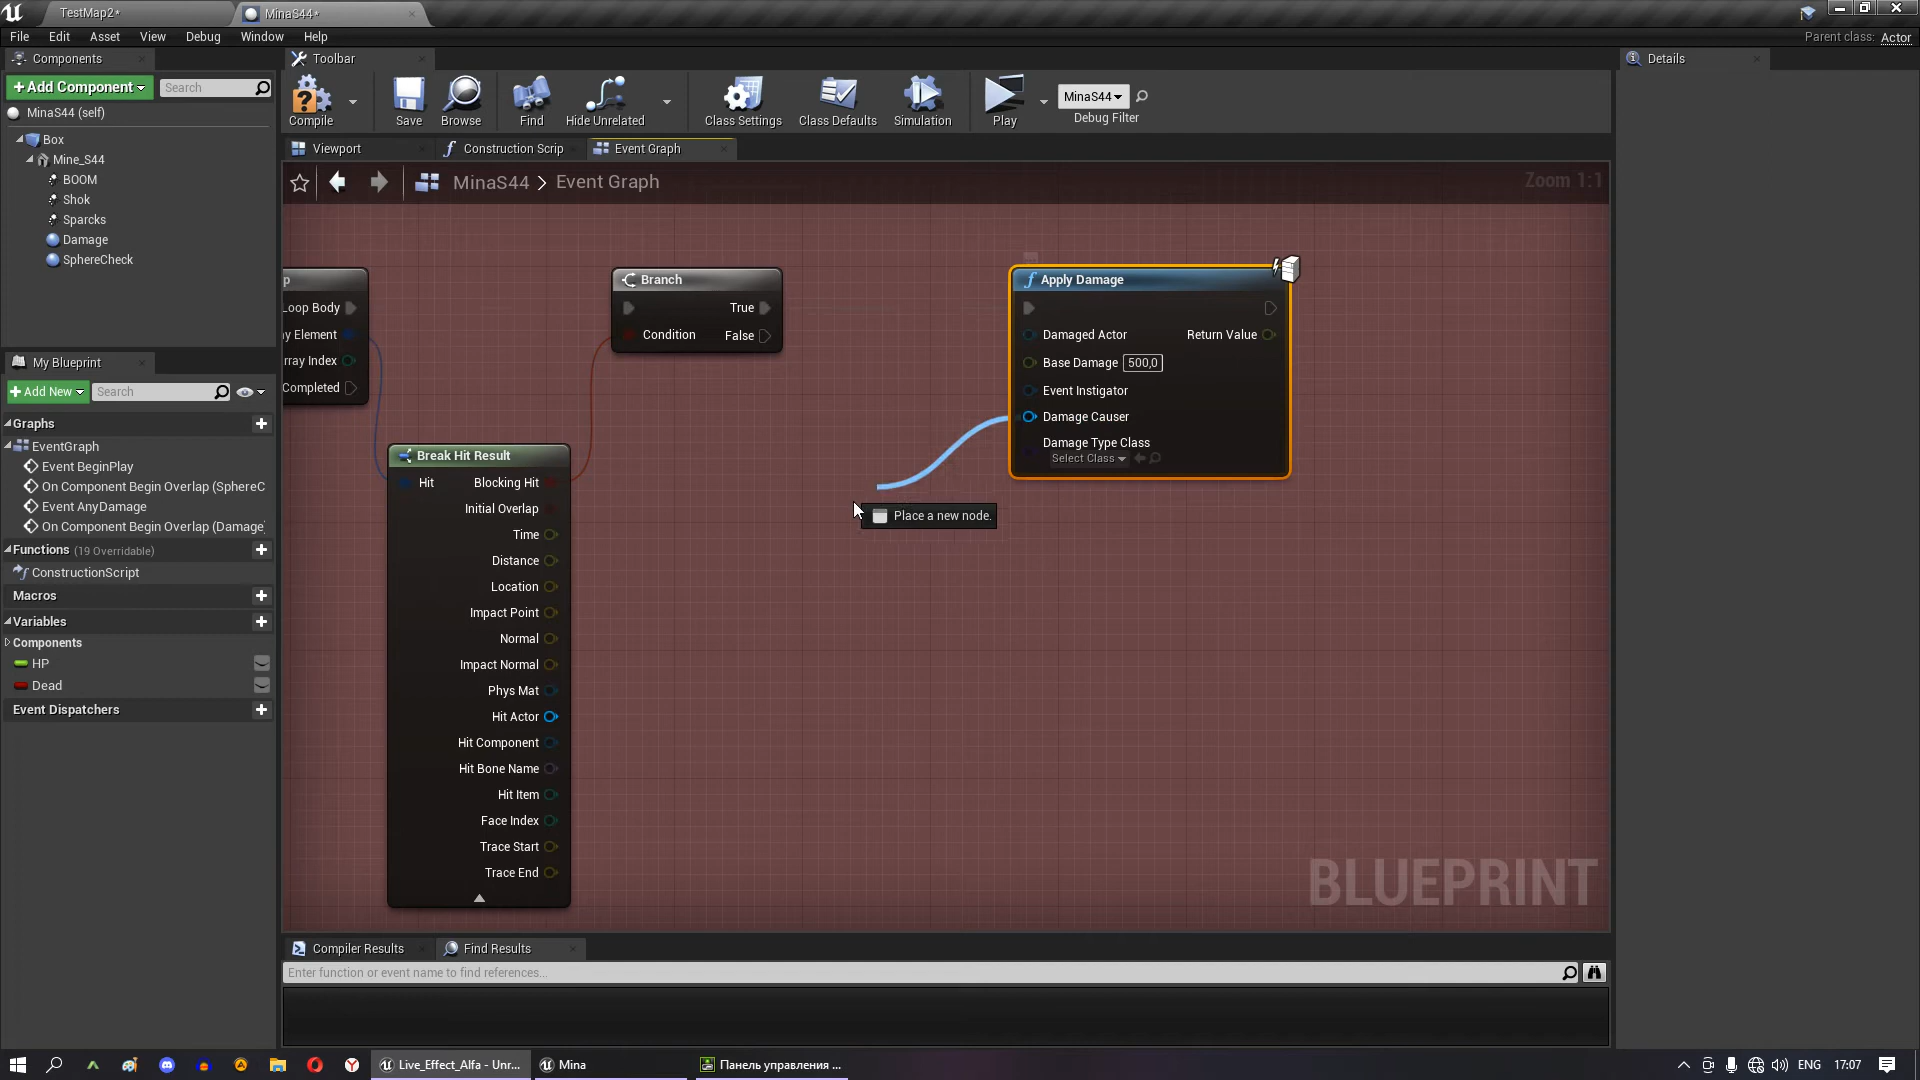 TestMap2*
MinaS44*
File Edit Asset View Debug Window Help
Parent class: Actor
Components
Toolbar
Details
Add Component
Search
MinaS44 (self)
Compile
Save
Browse
Find
Hide Unrelated
Class Settings
Class Defaults
Simulation
Play
MinaS44
Debug Filter
Box
Mine_S44
BOOM
Shok
Sparcks
Damage
SphereCheck
Viewport
Construction Scrip
Event Graph
MinaS44 > Event Graph
Zoom 1:1
p
Loop Body
y Element
rray Index
Completed
Branch
True
Condition
False
Apply Damage
Damaged Actor
Return Value
Base Damage 500,0
Event Instigator
Damage Causer
Damage Type Class
Select Class
Place a new node.
Break Hit Result
Hit
Blocking Hit
Initial Overlap
Time
Distance
Location
Impact Point
Normal
Impact Normal
Phys Mat
Hit Actor
Hit Component
Hit Bone Name
Hit Item
Face Index
Trace Start
Trace End
BLUEPRINT
My Blueprint
Add New
Search
Graphs
EventGraph
Event BeginPlay
On Component Begin Overlap (SphereC
Event AnyDamage
On Component Begin Overlap (Damage)
Functions (19 Overridable)
ConstructionScript
Macros
Variables
Components
HP
Dead
Event Dispatchers
Compiler Results
Find Results
Enter function or event name to find references...
Live_Effect_Alfa - Unr...
Mina
Панель управления ...
ENG
17:07